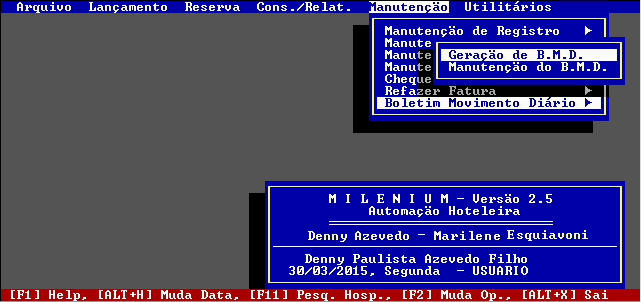 Arquivo Lançamento Reserva Cons./Relat. Manutenção Utilitários
Manutenção de Registro
Manute
Geração de B.M.D.
Manute
Manutenção do B.M.D.
Manute
Cheque
Refazer Fatura
Boletim Movimento Diário
M I L E N I U M - Versão 2.5
Automação Hoteleira
Denny Azevedo - Marilene Esquiavoni
Denny Paulista Azevedo Filho
30/03/2015, Segunda - USUARIO
[F1] Help, [ALT+H] Muda Data, [F11] Pesq. Hosp., [F2] Muda Op., [ALT+X] Sai